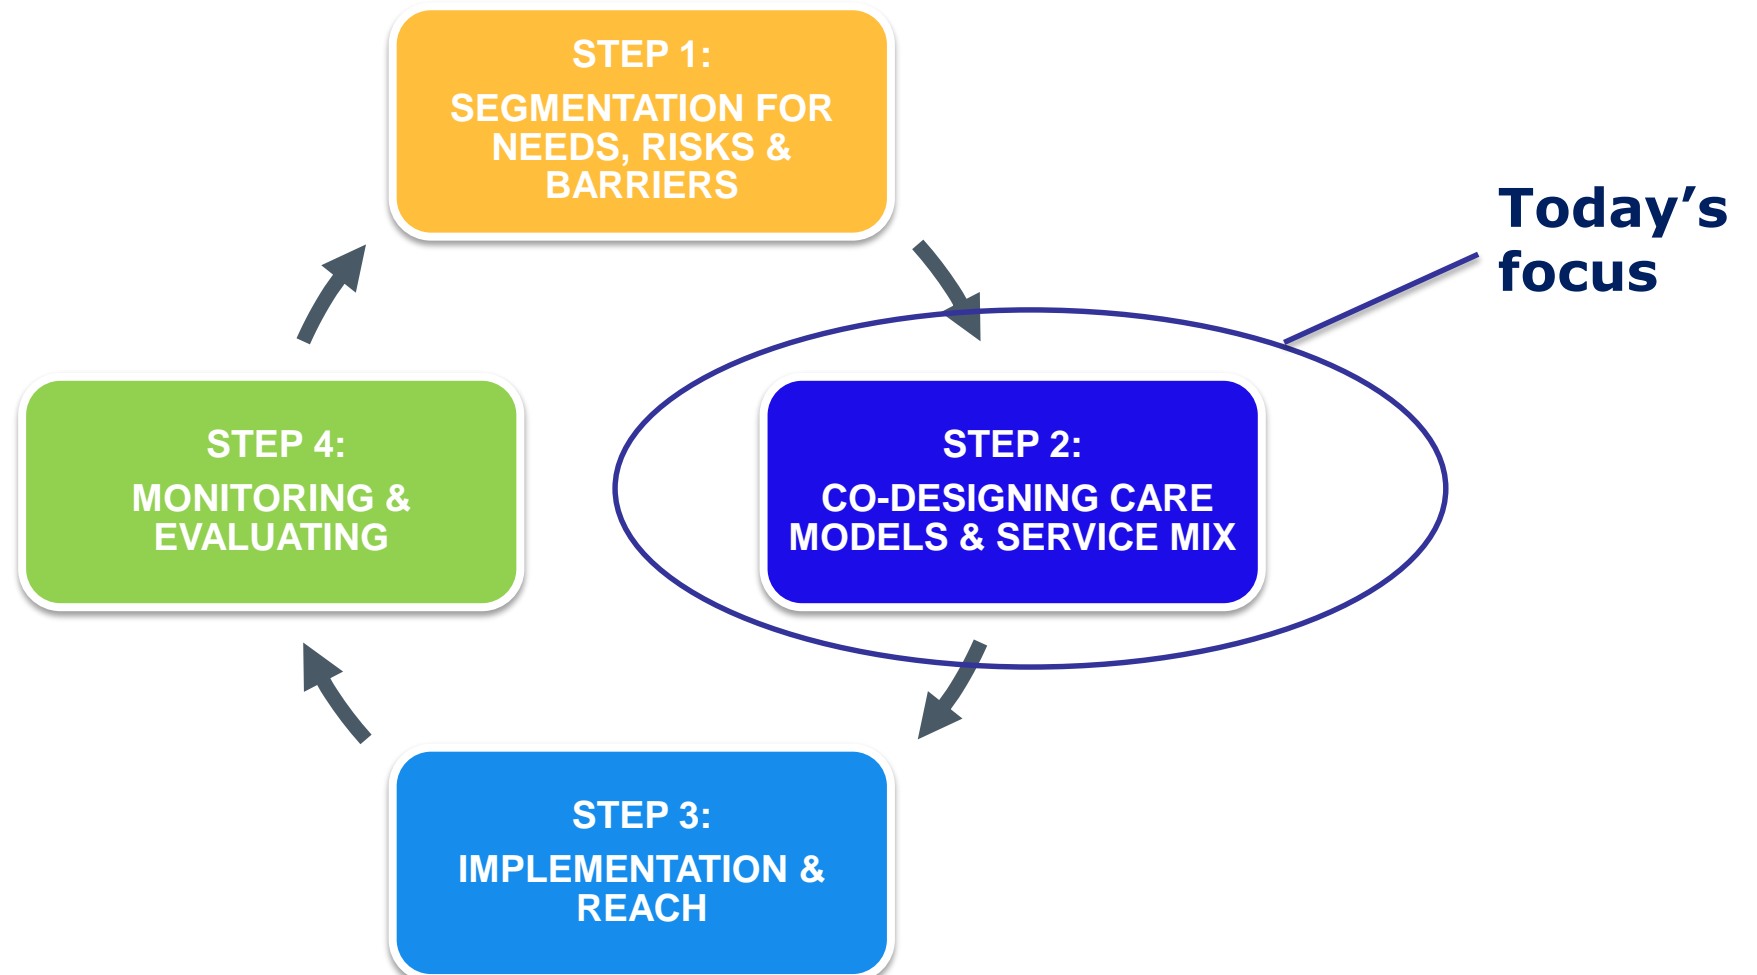 STEP 1:
SEGMENTATION FOR
NEEDS, RISKS &
BARRIERS
Today’s
focus
STEP 2:
CO-DESIGNING CARE
MODELS & SERVICE MIX
STEP 3:
IMPLEMENTATION &
REACH
STEP 4:
MONITORING &
EVALUATING